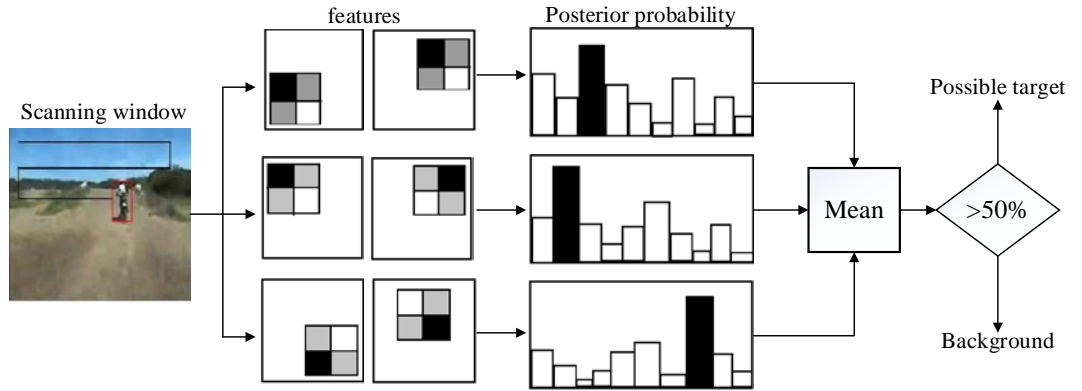 features
Posterior probability
Scanning window
Possible target
Mean
>50%
Background